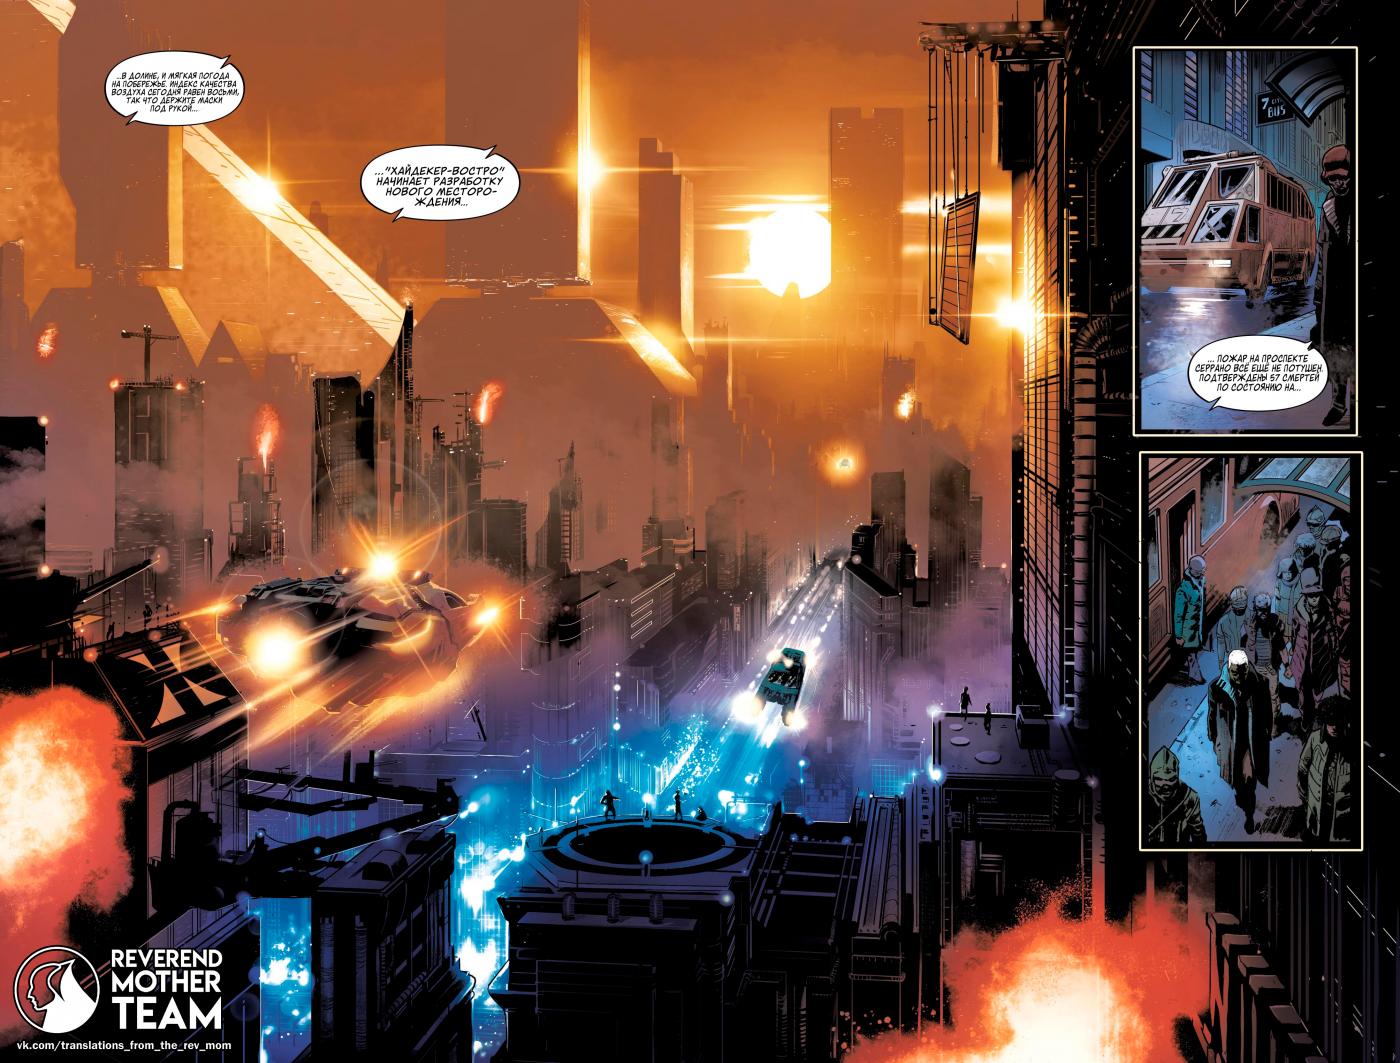 ...В ДОЛИНЕ, И МЯГКАЯ ПОГОДА
НА ПОБЕРЕЖЬЕ. ИНДЕКС КАЧЕСТВА
ВОЗДУХА СЕГОДНЯ РАВЕН ВОСЬМИ,
ТАК ЧТО ДЕРЖИТЕ МАСКИ
ПОД РУКОЙ...
..."ХАЙДЕКЕР-ВОСТРО"
НАЧИНАЕТ РАЗРАБОТКУ
НОВОГО МЕСТОРО-
ЖДЕНИЯ...
7
BUS
... ПОЖАР НА ПРОСПЕКТЕ
СЕРРАНО ВСЁ ЕЩЁ НЕ ПОТУШЕН.
ПОДТВЕРЖДЕНЫ 57 СМЕРТЕЙ
ПО СОСТОЯНИЮ НА...
REVEREND
MOTHER
TEAM
vk.com/translations_from_the_rev_mom